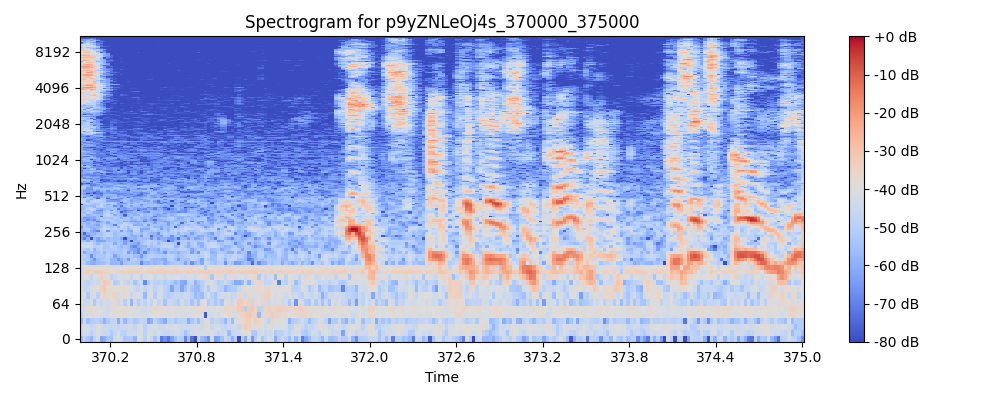 Spectrogram for p9yZNLeOj4s_370000_375000
Hz
8192
4096
2048
1024
512
256
128
64
0
370.2 370.8 371.4 372.0 372.6 373.2 373.8 374.4 375.0
Time
+0 dB
-10 dB
-20 dB
-30 dB
-40 dB
-50 dB
-60 dB
-70 dB
-80 dB